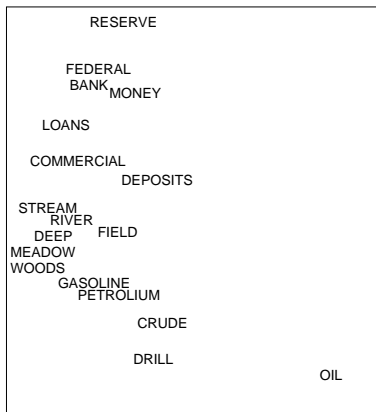 RESERVE
FEDERAL
BANK
MONEY
LOANS
COMMERCIAL
DEPOSITS
STREAM
RIVER
FIELD
DEEP
MEADOW
WOODS
GASOLINE
PETROLIUM
CRUDE
DRILL
OIL